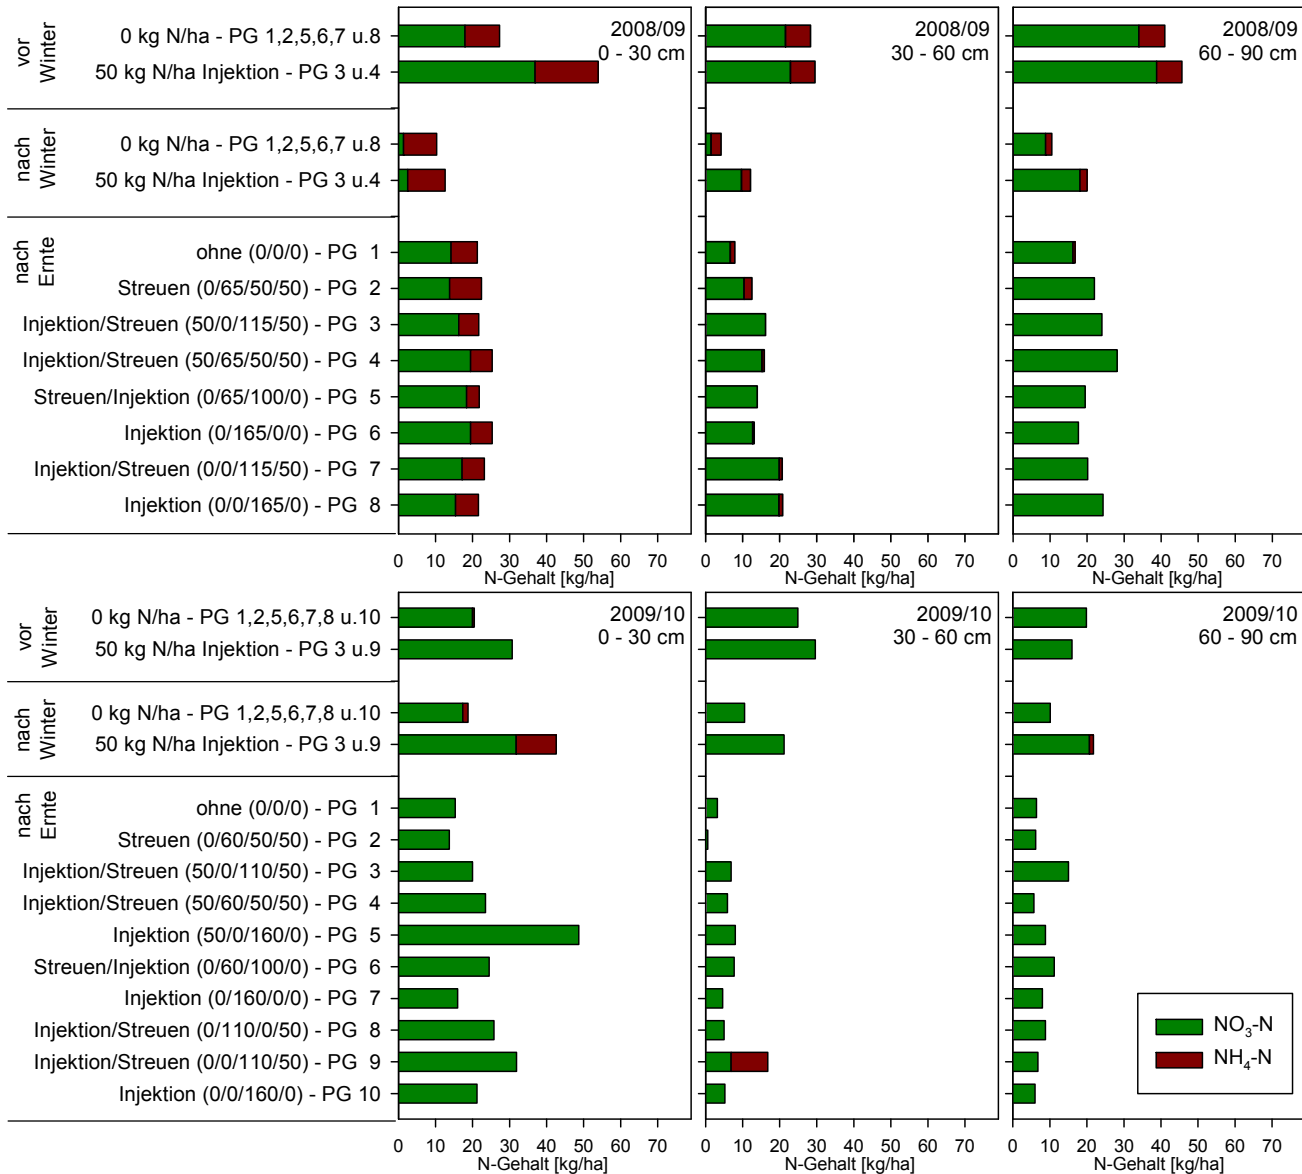 vor
Winter
0 kg N/ha - PG 1,2,5,6,7 u.8
50 kg N/ha Injektion - PG 3 u.4
nach
Winter
0 kg N/ha - PG 1,2,5,6,7 u.8
50 kg N/ha Injektion - PG 3 u.4
nach
Ernte
ohne (0/0/0) - PG 1
Streuen (0/65/50/50) - PG 2
Injektion/Streuen (50/0/115/50) - PG 3
Injektion/Streuen (50/65/50/50) - PG 4
Streuen/Injektion (0/65/100/0) - PG 5
Injektion (0/165/0/0) - PG 6
Injektion/Streuen (0/0/115/50) - PG 7
Injektion (0/0/165/0) - PG 8
2008/09
0 - 30 cm
0 10 20 30 40 50 60 70
N-Gehalt [kg/ha]
2008/09
30 - 60 cm
0 10 20 30 40 50 60 70
N-Gehalt [kg/ha]
2008/09
60 - 90 cm
0 10 20 30 40 50 60 70
N-Gehalt [kg/ha]
vor
Winter
0 kg N/ha - PG 1,2,5,6,7,8 u.10
50 kg N/ha Injektion - PG 3 u.9
nach
Winter
0 kg N/ha - PG 1,2,5,6,7,8 u.10
50 kg N/ha Injektion - PG 3 u.9
nach
Ernte
ohne (0/0/0) - PG 1
Streuen (0/60/50/50) - PG 2
Injektion/Streuen (50/0/110/50) - PG 3
Injektion/Streuen (50/60/50/50) - PG 4
Injektion (50/0/160/0) - PG 5
Streuen/Injektion (0/60/100/0) - PG 6
Injektion (0/160/0/0) - PG 7
Injektion/Streuen (0/110/0/50) - PG 8
Injektion/Streuen (0/0/110/50) - PG 9
Injektion (0/0/160/0) - PG 10
2009/10
0 - 30 cm
0 10 20 30 40 50 60 70
N-Gehalt [kg/ha]
2009/10
30 - 60 cm
0 10 20 30 40 50 60 70
N-Gehalt [kg/ha]
2009/10
60 - 90 cm
NO₃-N
NH₄-N
0 10 20 30 40 50 60 70
N-Gehalt [kg/ha]